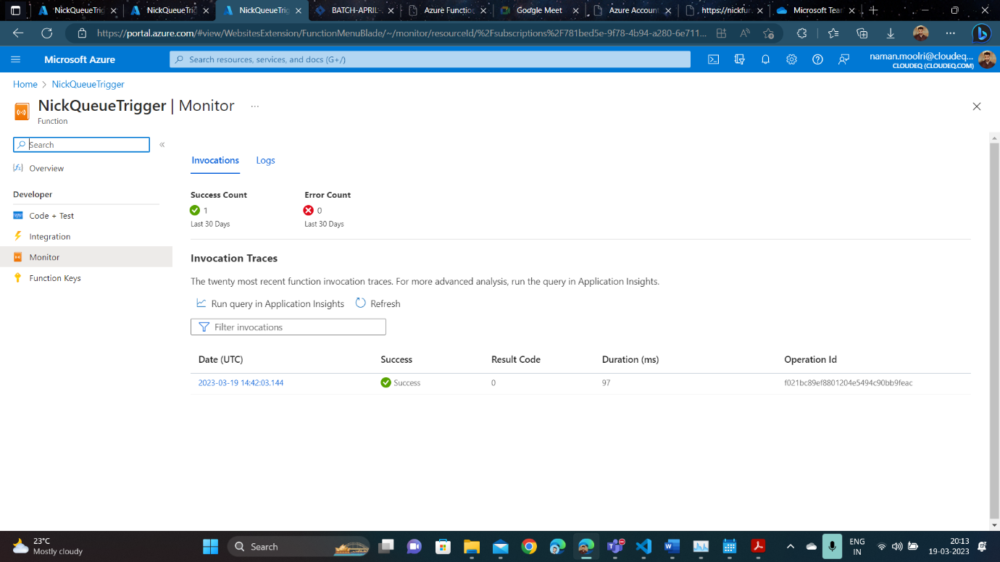 NickQueueTrig
NickQueueTrig
NickQueueTrig
BATCH-APRIL-
Azure Functio
Google Meet
Azure Account
https://nickfur
Microsoft Tear
https://portal.azure.com/#view/WebsitesExtension/FunctionMenuBlade/~/monitor/resourceId/%2Fsubscriptions%2F781bed5e-9f78-4b94-a280-6e711...
Microsoft Azure
Search resources, services, and docs (G+/)
naman.moolri@cloudeq...
CLOUDEQ (CLOUDEQ.COM)
Home > NickQueueTrigger
NickQueueTrigger | Monitor ...
Function
Search
«
Overview
Developer
Code + Test
Integration
Monitor
Function Keys
Invocations Logs
Success Count Error Count
1 0
Last 30 Days Last 30 Days
Invocation Traces
The twenty most recent function invocation traces. For more advanced analysis, run the query in Application Insights.
Run query in Application Insights Refresh
Filter invocations
Date (UTC) Success Result Code Duration (ms) Operation Id
2023-03-19 14:42:03.144 Success 0 97 f021bc89ef8801204e5494c90bb9feac
23°C
Mostly cloudy
Search
ENG
IN
20:13
19-03-2023